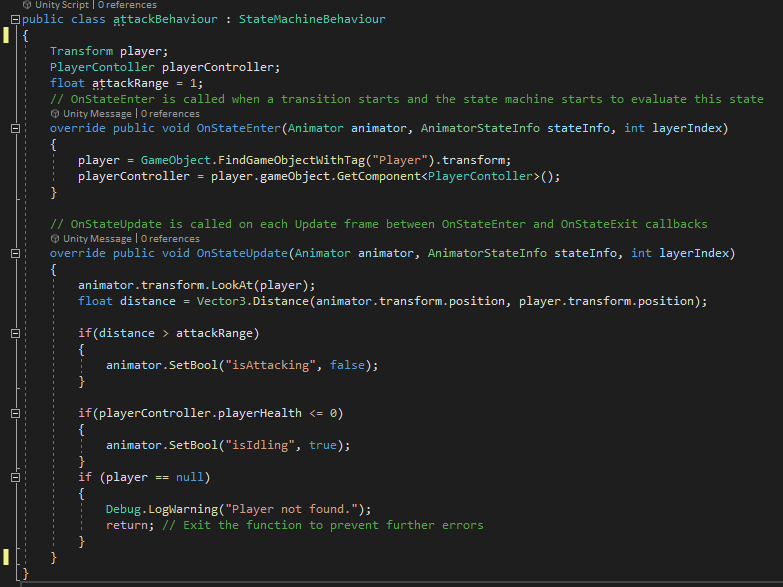 Unity Script | 0 references
public class attackBehaviour : StateMachineBehaviour
{
    Transform player;
    PlayerContoller playerController;
    float attackRange = 1;
    // OnStateEnter is called when a transition starts and the state machine starts to evaluate this state
    Unity Message | 0 references
    override public void OnStateEnter(Animator animator, AnimatorStateInfo stateInfo, int layerIndex)
    {
        player = GameObject.FindGameObjectWithTag("Player").transform;
        playerController = player.gameObject.GetComponent<PlayerContoller>();
    }

    // OnStateUpdate is called on each Update frame between OnStateEnter and OnStateExit callbacks
    Unity Message | 0 references
    override public void OnStateUpdate(Animator animator, AnimatorStateInfo stateInfo, int layerIndex)
    {
        animator.transform.LookAt(player);
        float distance = Vector3.Distance(animator.transform.position, player.transform.position);

        if(distance > attackRange)
        {
            animator.SetBool("isAttacking", false);
        }

        if(playerController.playerHealth <= 0)
        {
            animator.SetBool("isIdling", true);
        }
        if (player == null)
        {
            Debug.LogWarning("Player not found.");
            return; // Exit the function to prevent further errors
        }
    }
}